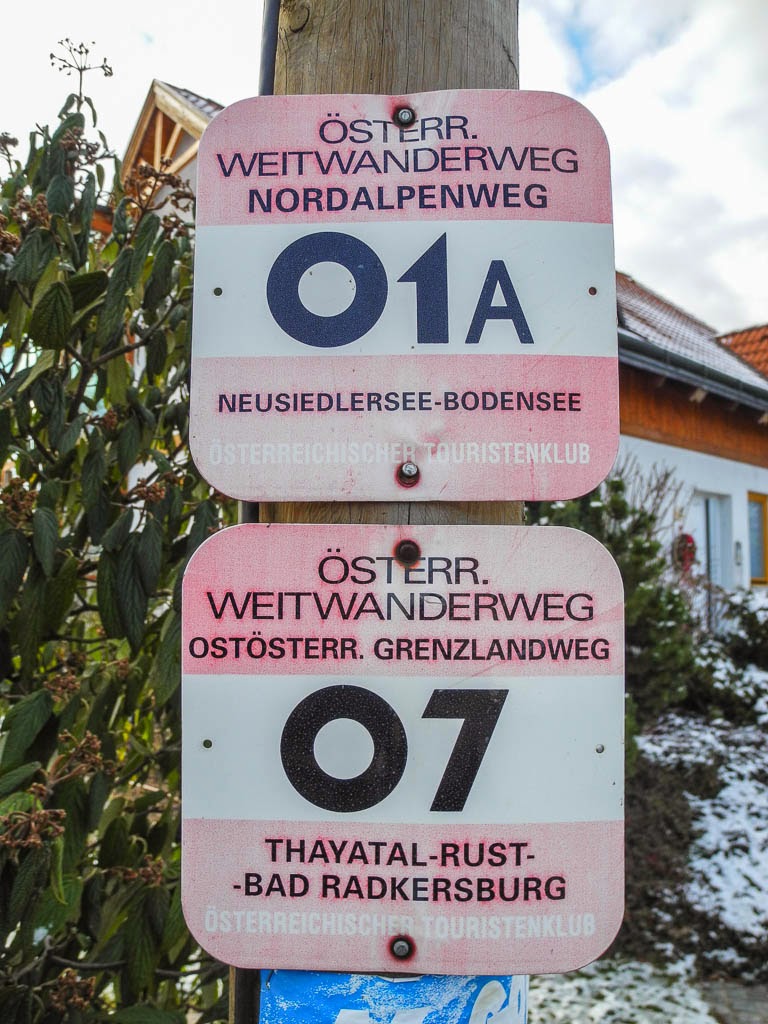 ÖSTERR.
WEITWANDERWEG
NORDALPENWEG
01A
NEUSIEDLERSEE-BODENSEE
ÖSTERREICHISCHER TOURISTENKLUB
ÖSTERR.
WEITWANDERWEG
OSTÖSTERR. GRENZLANDWEG
07
THAYATAL-RUST-
-BAD RADKERSBURG
ÖSTERREICHISCHER TOURISTENKLUB